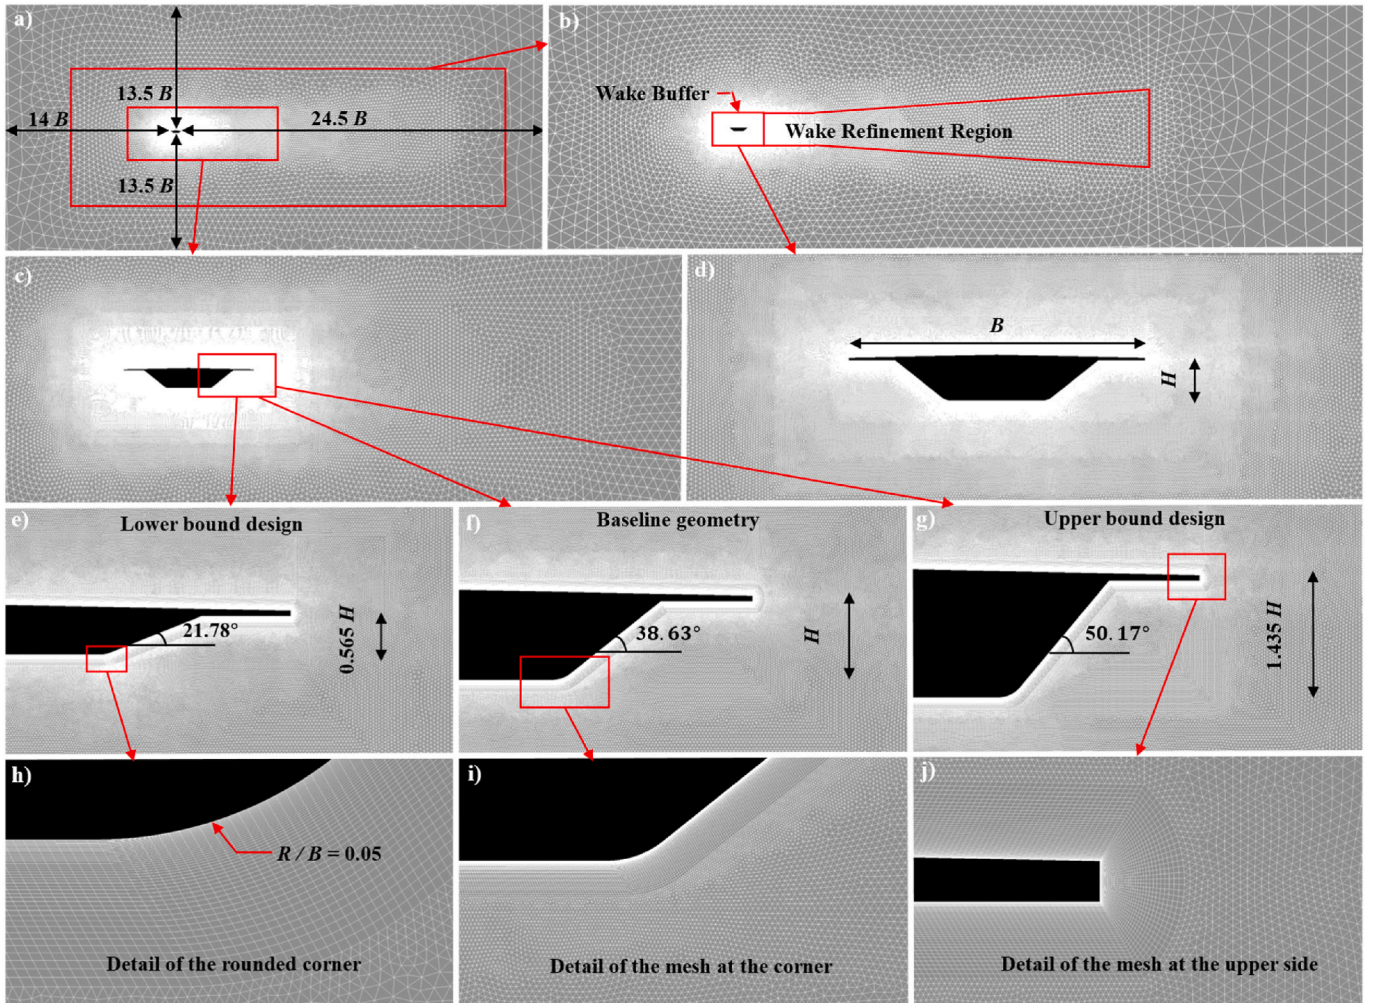 a)
13.5 B
14 B
24.5 B
13.5 B
b)
Wake Buffer
Wake Refinement Region
c)
d)
B
H
e)
Lower bound design
21.78°
0.565 H
f)
Baseline geometry
38.63°
H
g)
Upper bound design
50.17°
1.435 H
h)
R / B = 0.05
Detail of the rounded corner
i)
Detail of the mesh at the corner
j)
Detail of the mesh at the upper side